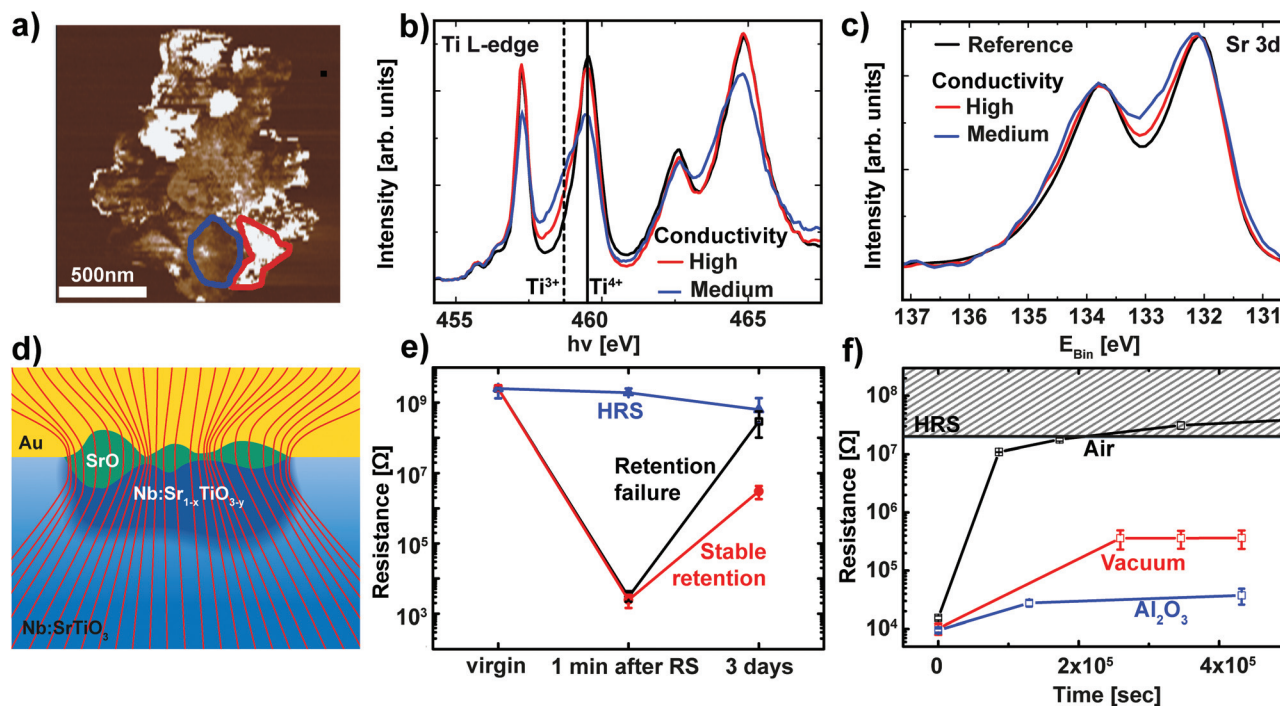 a)
500nm
b)
Ti L-edge
Intensity [arb. units]
Ti³⁺
Ti⁴⁺
Conductivity
High
Medium
455
460
465
hν [eV]
c)
Reference
Conductivity
High
Medium
Sr 3d
Intensity [arb. units]
137
136
135
134
133
132
131
E_Bin [eV]
d)
Au
SrO
Nb:Sr₁₋ₓTiO₃₋ᵧ
Nb:SrTiO₃
e)
Resistance [Ω]
10⁹
10⁷
10⁵
10³
HRS
Retention
failure
Stable
retention
virgin
1 min after RS
3 days
f)
Resistance [Ω]
10⁸
10⁷
10⁶
10⁵
10⁴
HRS
Air
Vacuum
Al₂O₃
0
2x10⁵
4x10⁵
Time [sec]